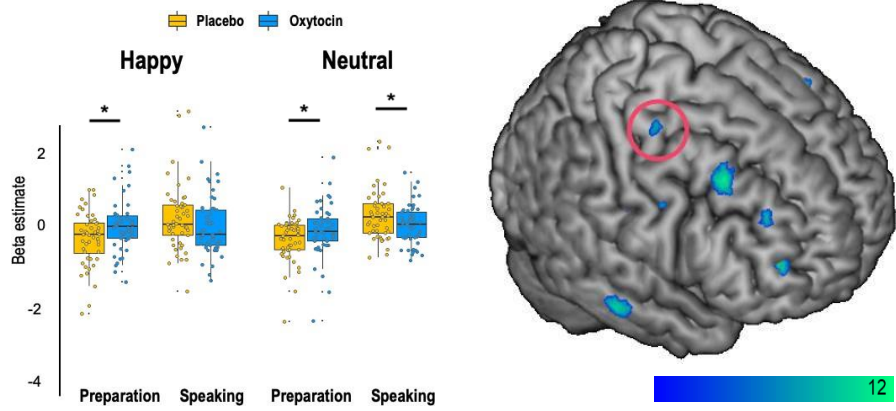 Placebo Oxytocin
Happy Neutral
*
*
*
Beta estimate
2
0
-2
-4
Preparation Speaking Preparation Speaking
12